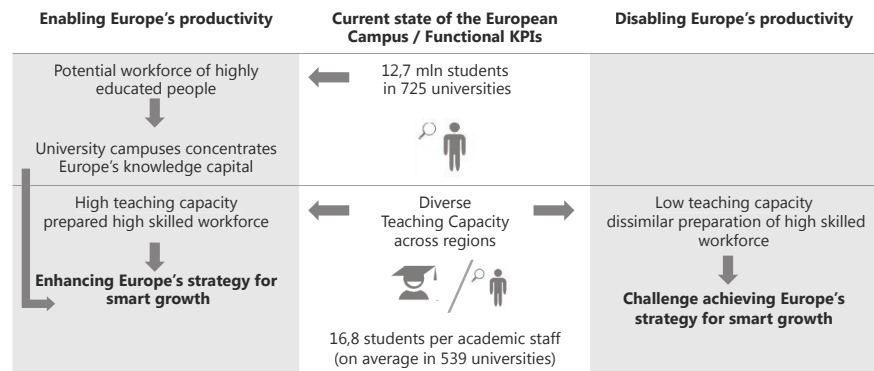 Enabling Europe's productivity
Current state of the European
Campus / Functional KPIs
Disabling Europe's productivity
Potential workforce of highly
educated people
12,7 mln students
in 725 universities
University campuses concentrates
Europe's knowledge capital
High teaching capacity
prepared high skilled workforce
Diverse
Teaching Capacity
across regions
Low teaching capacity
dissimilar preparation of high skilled
workforce
Enhancing Europe's strategy for
smart growth
Challenge achieving Europe's
strategy for smart growth
16,8 students per academic staff
(on average in 539 universities)